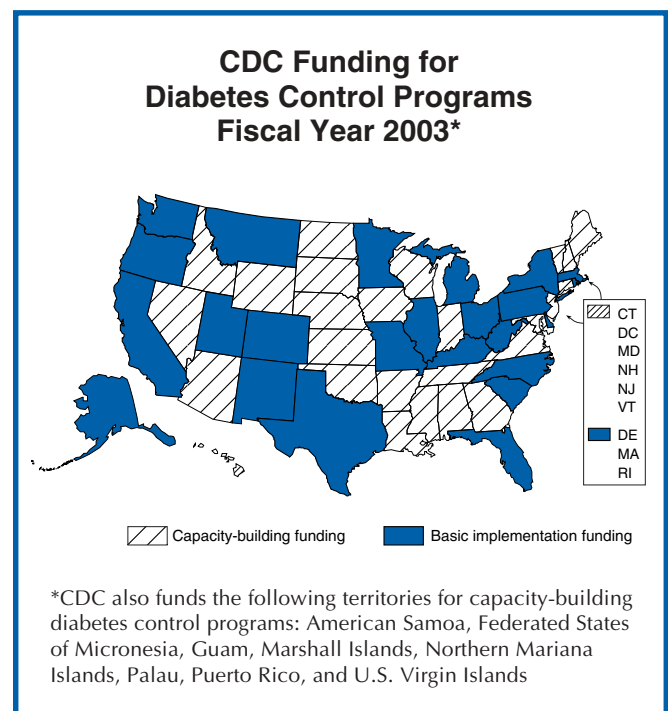 CDC Funding for
Diabetes Control Programs
Fiscal Year 2003*
CT
DC
MD
NH
NJ
VT
DE
MA
RI
Capacity-building funding
Basic implementation funding
*CDC also funds the following territories for capacity-building
diabetes control programs: American Samoa, Federated States
of Micronesia, Guam, Marshall Islands, Northern Mariana
Islands, Palau, Puerto Rico, and U.S. Virgin Islands